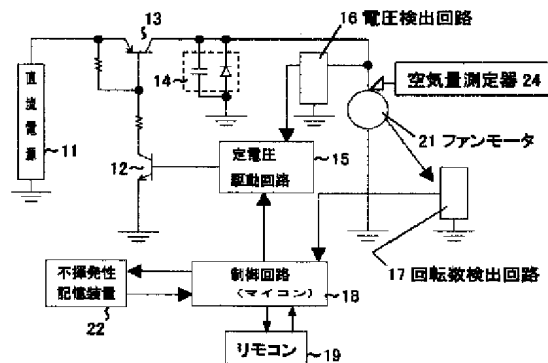 13
16 電圧検出回路
14
空気量測定器 24
直流電源
11
21 ファンモータ
12
定電圧
駆動回路
15
17 回転数検出回路
不揮発性
記憶装量
22
制御回路
(マイコン)
18
リモコン
19